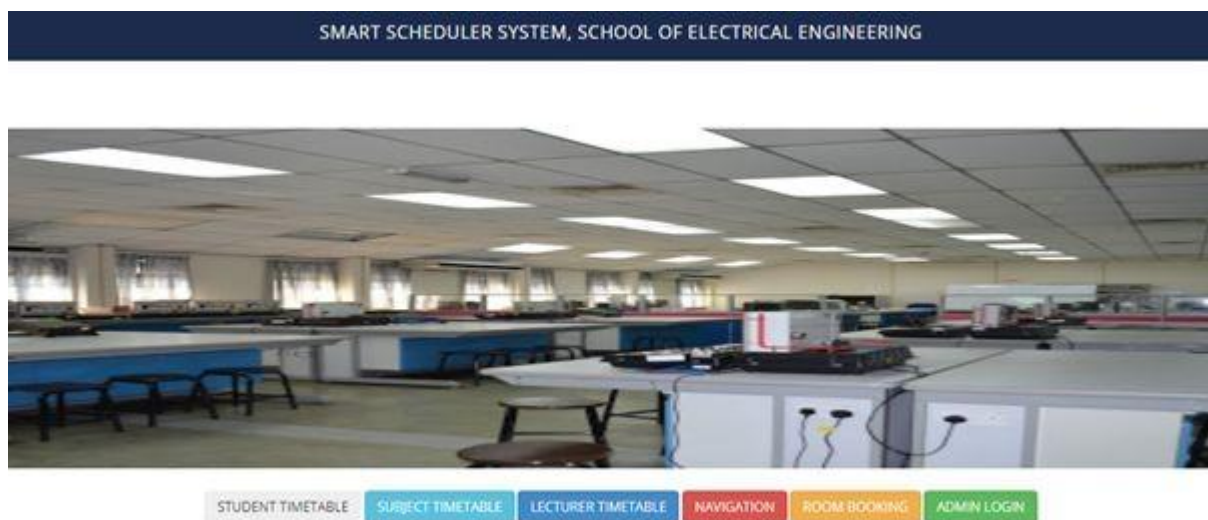 SMART SCHEDULER SYSTEM, SCHOOL OF ELECTRICAL ENGINEERING
STUDENT TIMETABLE SUBJECT TIMETABLE LECTURER TIMETABLE NAVIGATION ROOM BOOKING ADMIN LOGIN